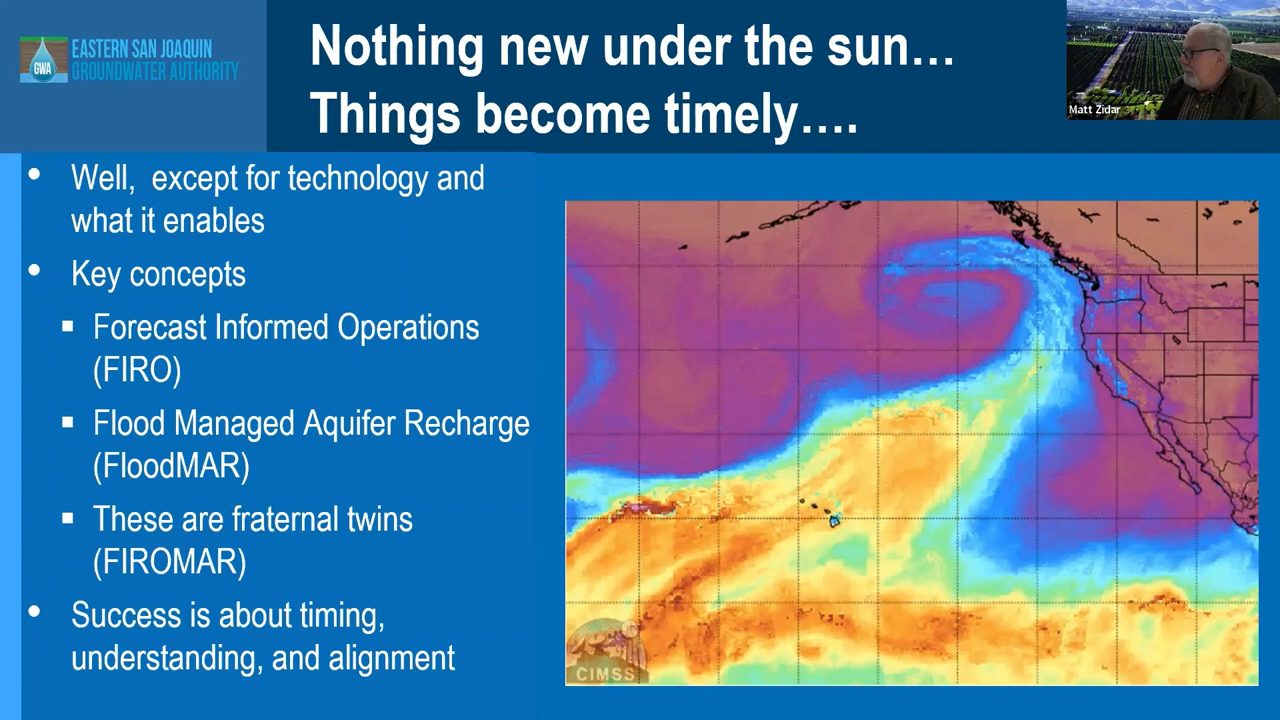 EASTERN SAN JOAQUIN
GROUNDWATER AUTHORITY
GWA
Nothing new under the sun…
Things become timely….
Matt Zidar
• Well,  except for technology and
what it enables
• Key concepts
▪ Forecast Informed Operations
(FIRO)
▪ Flood Managed Aquifer Recharge
(FloodMAR)
▪ These are fraternal twins
(FIROMAR)
• Success is about timing,
understanding, and alignment
CIMSS